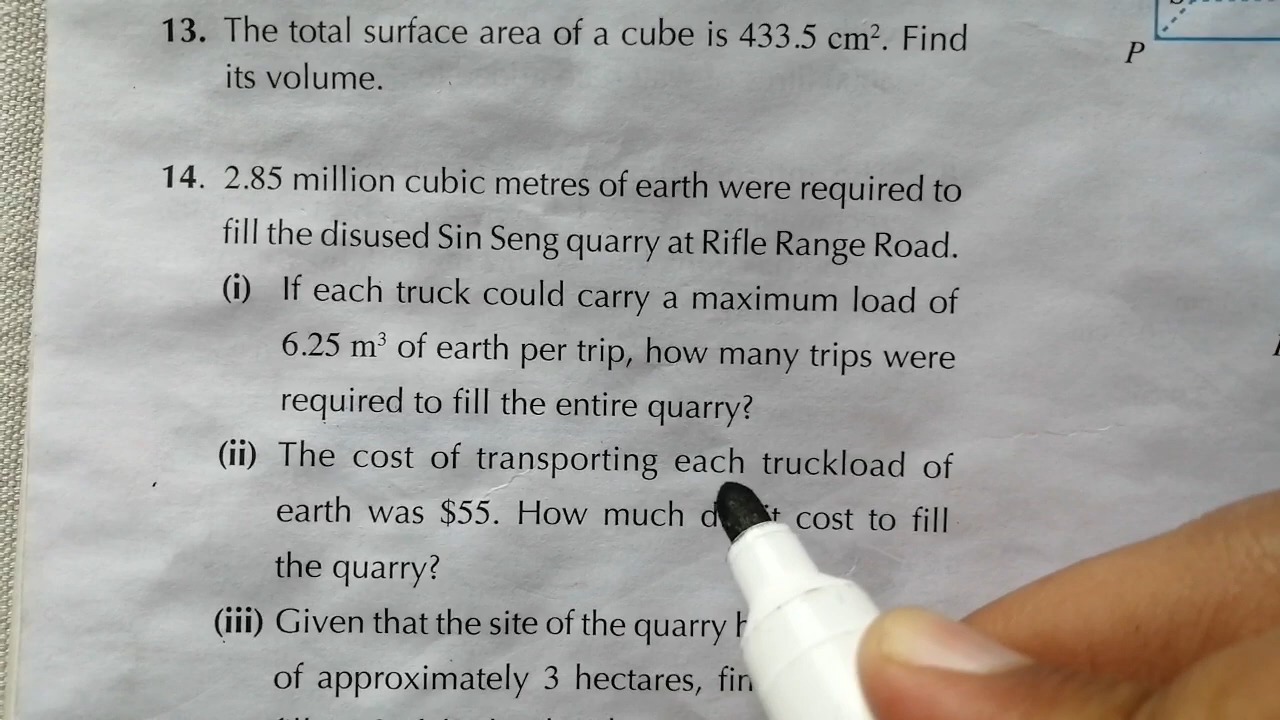 13. The total surface area of a cube is 433.5 cm². Find
its volume.
P
14. 2.85 million cubic metres of earth were required to
fill the disused Sin Seng quarry at Rifle Range Road.
(i) If each truck could carry a maximum load of
6.25 m³ of earth per trip, how many trips were
required to fill the entire quarry?
(ii) The cost of transporting each truckload of
earth was $55. How much cost to fill
the quarry?
(iii) Given that the site of the quarry
of approximately 3 hectares,